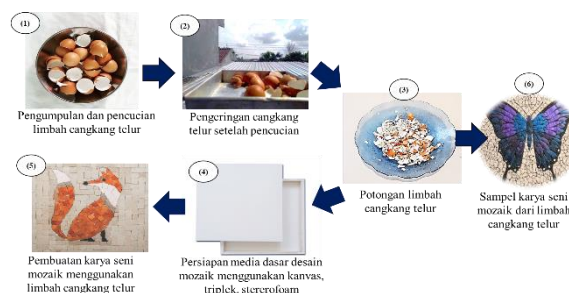 (1)
Pengumpulan dan pencucian
limbah cangkang telur
(2)
Pengeringan cangkang
telur setelah pencucian
(3)
Potongan limbah
cangkang telur
(6)
Sampel karya seni
mozaik dari limbah
cangkang telur
(5)
Pembuatan karya seni
mozaik menggunakan
limbah cangkang telur
(4)
Persiapan media dasar desain
mozaik menggunakan kanvas,
triplek, stererofoam